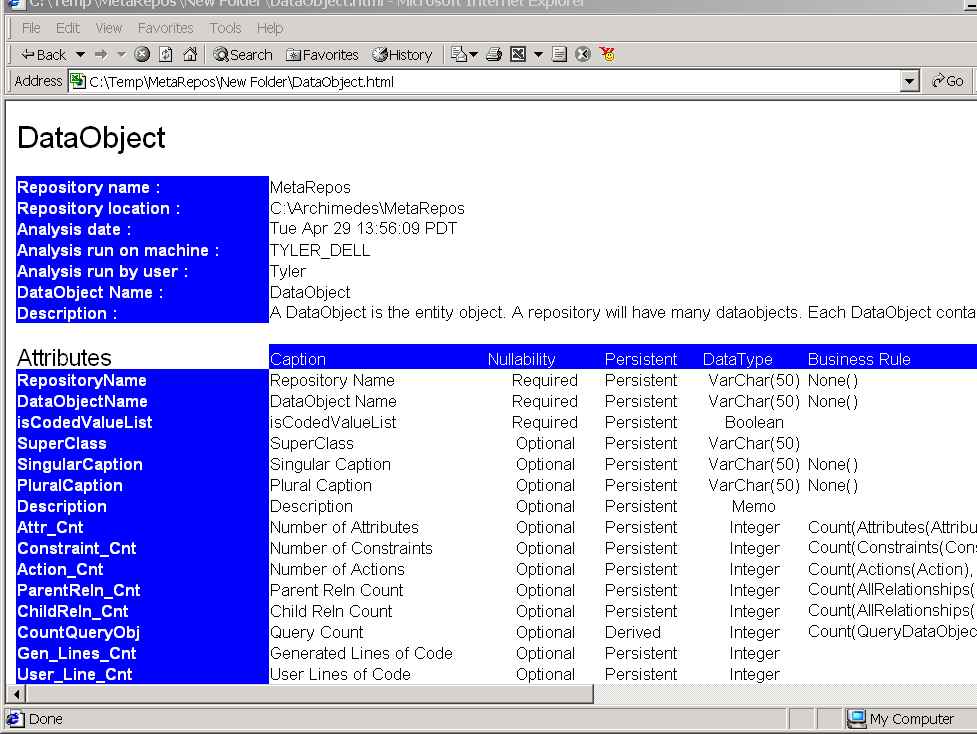 C:\Temp\MetaRepos\New Folder\DataObject.html - Microsoft Internet Explorer
File Edit View Favorites Tools Help
Back Search Favorites History
Address C:\Temp\MetaRepos\New Folder\DataObject.html Go
DataObject
Repository name : MetaRepos
Repository location : C:\Archimedes\MetaRepos
Analysis date : Tue Apr 29 13:56:09 PDT
Analysis run on machine : TYLER_DELL
Analysis run by user : Tyler
DataObject Name : DataObject
Description : A DataObject is the entity object. A repository will have many dataobjects. Each DataObject conta
Attributes Caption Nullability Persistent DataType Business Rule
RepositoryName Repository Name Required Persistent VarChar(50) None()
DataObjectName DataObject Name Required Persistent VarChar(50) None()
isCodedValueList isCodedValueList Required Persistent Boolean
SuperClass SuperClass Optional Persistent VarChar(50)
SingularCaption Singular Caption Optional Persistent VarChar(50) None()
PluralCaption Plural Caption Optional Persistent VarChar(50) None()
Description Description Optional Persistent Memo
Attr_Cnt Number of Attributes Optional Persistent Integer Count(Attributes(Attribu
Constraint_Cnt Number of Constraints Optional Persistent Integer Count(Constraints(Cons
Action_Cnt Number of Actions Optional Persistent Integer Count(Actions(Action),
ParentReln_Cnt Parent Reln Count Optional Persistent Integer Count(AllRelationships(
ChildReln_Cnt Child Reln Count Optional Persistent Integer Count(AllRelationships(
CountQueryObj Query Count Optional Derived Integer Count(QueryDataObjec
Gen_Lines_Cnt Generated Lines of Code Optional Persistent Integer
User_Line_Cnt User Lines of Code Optional Persistent Integer
Done My Computer